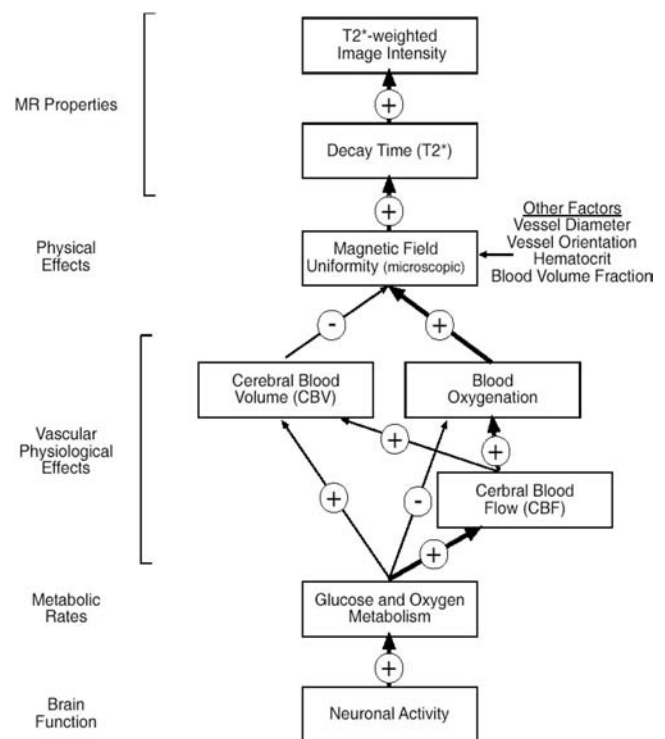 T2*-weighted
Image Intensity
MR Properties
+
Decay Time (T2*)
+
Other Factors
Vessel Diameter
Vessel Orientation
Hematocrit
Blood Volume Fraction
Physical
Effects
Magnetic Field
Uniformity (microscopic)
- +
Cerebral Blood
Volume (CBV)
Blood
Oxygenation
Vascular
Physiological
Effects
+ +
+ -
Cerbral Blood
Flow (CBF)
+
Metabolic
Rates
Glucose and Oxygen
Metabolism
+
Brain
Function
Neuronal Activity